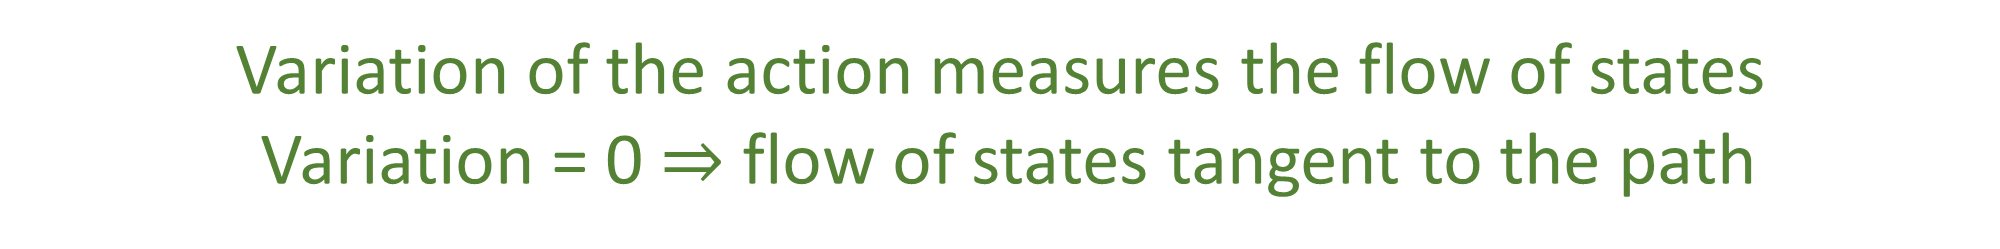 Variation of the action measures the flow of states
Variation = 0 ⇒ flow of states tangent to the path